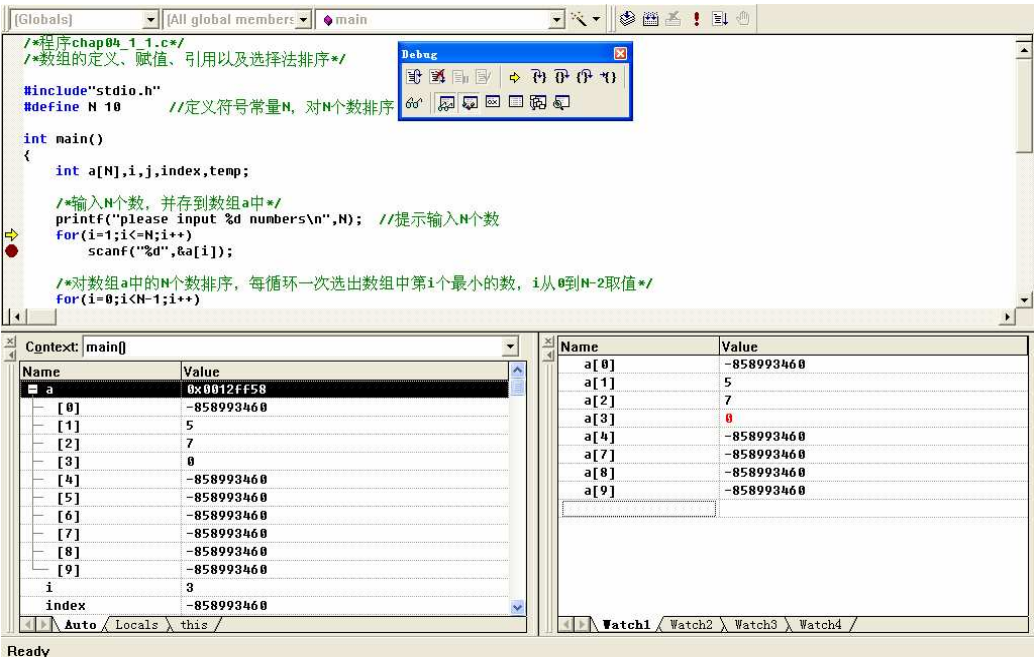 [Globals] [All global members main
/*程序chap04_1_1.c*/
/*数组的定义、赋值、引用以及选择法排序*/
#include"stdio.h"
#define N 10 //定义符号常量N，对N个数排序
int main()
{
int a[N],i,j,index,temp;
/*输入N个数，并存到数组a中*/
printf("please input %d numbers\n",N); //提示输入N个数
for(i=1;i<=N;i++)
scanf("%d",&a[i]);
/*对数组a中的N个数排序，每循环一次选出数组中第i个最小的数，i从0到N-2取值*/
for(i=0;i<N-1;i++)
Debug
Context: main()
Name Value
a 0x0012ff58
[0] -858993460
[1] 5
[2] 7
[3] 0
[4] -858993460
[5] -858993460
[6] -858993460
[7] -858993460
[8] -858993460
[9] -858993460
i 3
index -858993460
Auto Locals this
Name Value
a[0] -858993460
a[1] 5
a[2] 7
a[3] 0
a[4] -858993460
a[7] -858993460
a[8] -858993460
a[9] -858993460
Watch1 Watch2 Watch3 Watch4
Ready